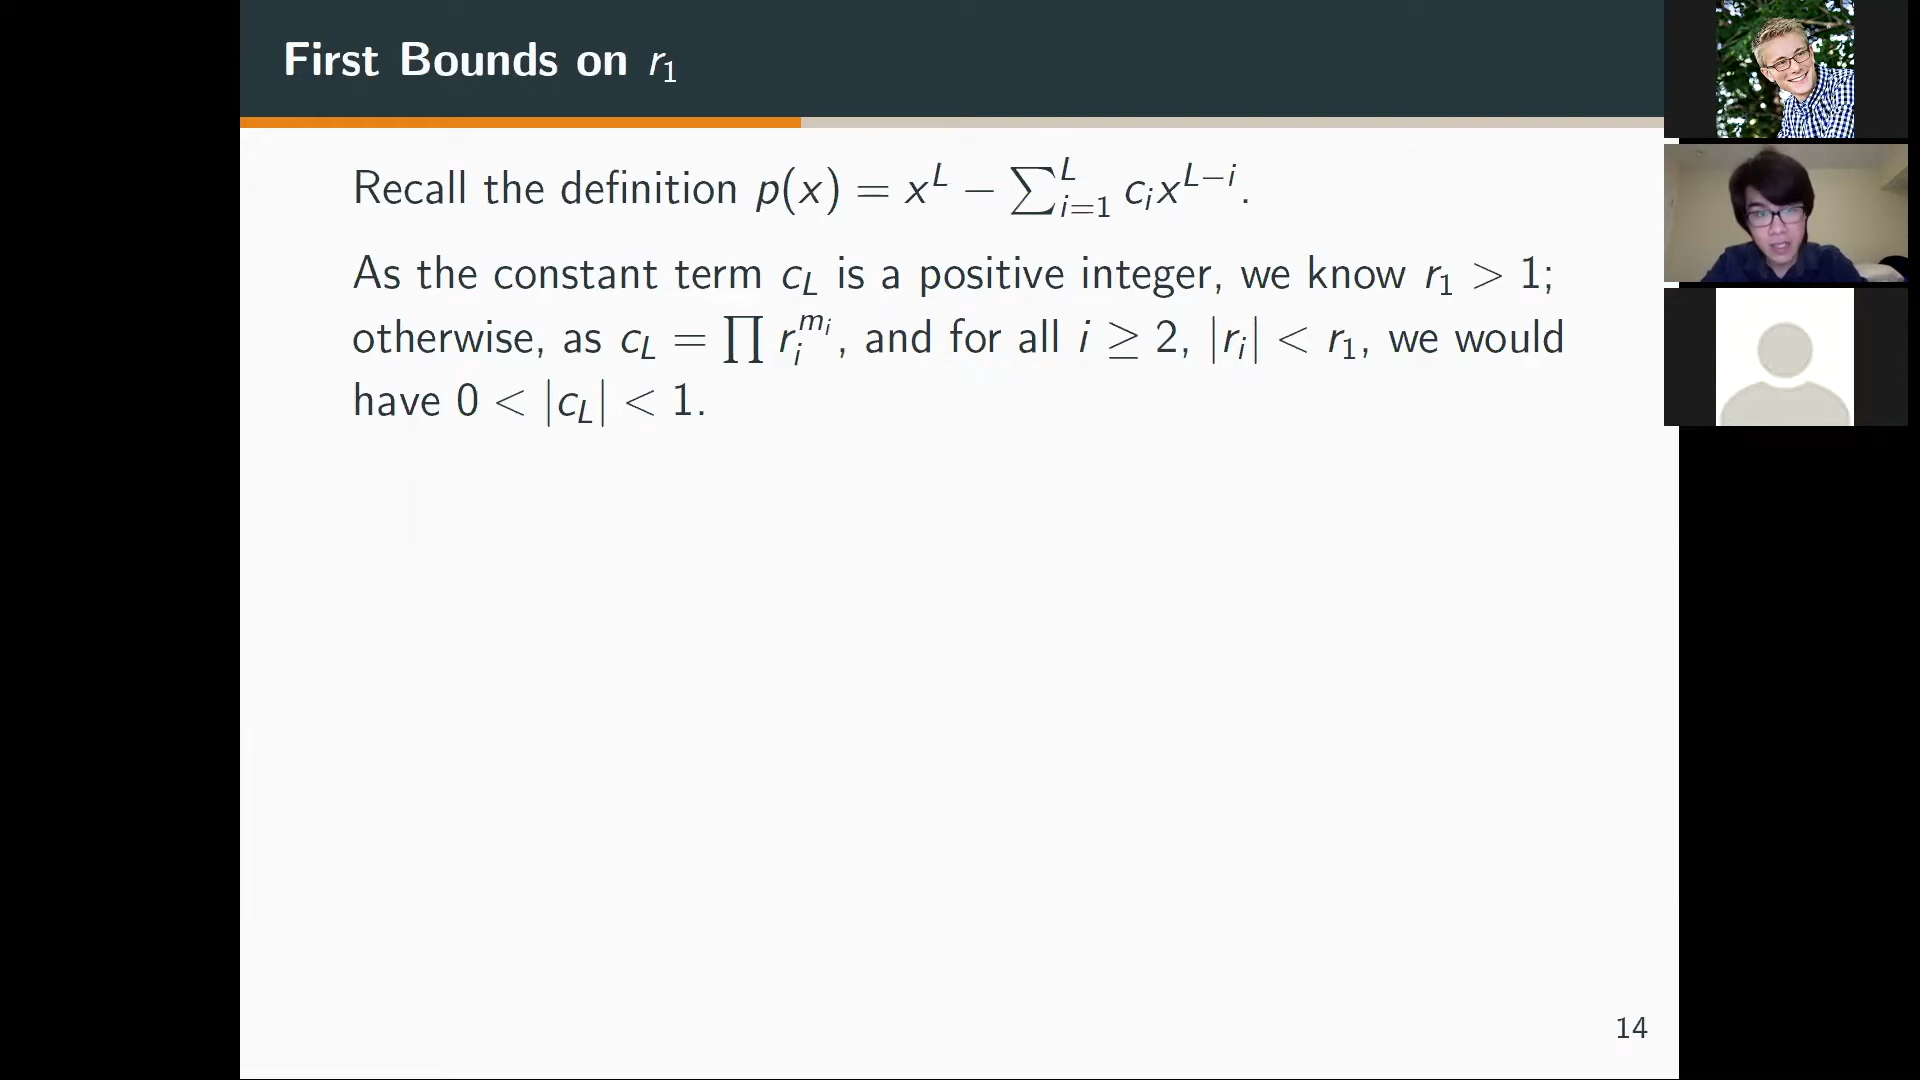 First Bounds on r₁
Recall the definition p(x) = x^L − ∑_{i=1}^{L} c_i x^{L−i}.
As the constant term c_L is a positive integer, we know r₁ > 1;
otherwise, as c_L = ∏ r_i^{m_i}, and for all i ≥ 2, |r_i| < r₁, we would
have 0 < |c_L| < 1.
14